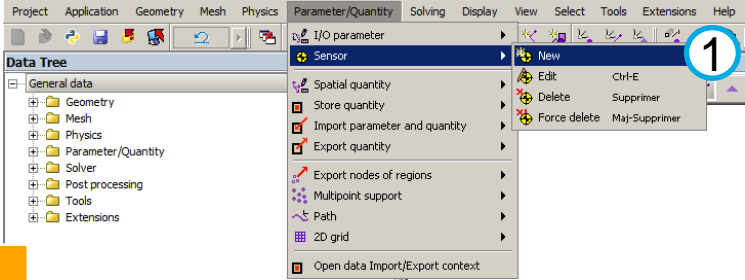 Project Application Geometry Mesh Physics Parameter/Quantity Solving Display View Select Tools Extensions Help
I/O parameter
Data Tree
Sensor
New
1
General data
Spatial quantity
Edit Ctrl-E
Geometry
Store quantity
Delete Supprimer
Mesh
Import parameter and quantity
Force delete Maj-Supprimer
Physics
Export quantity
Parameter/Quantity
Solver
Export nodes of regions
Post processing
Multipoint support
Tools
Path
Extensions
2D grid
Open data Import/Export context